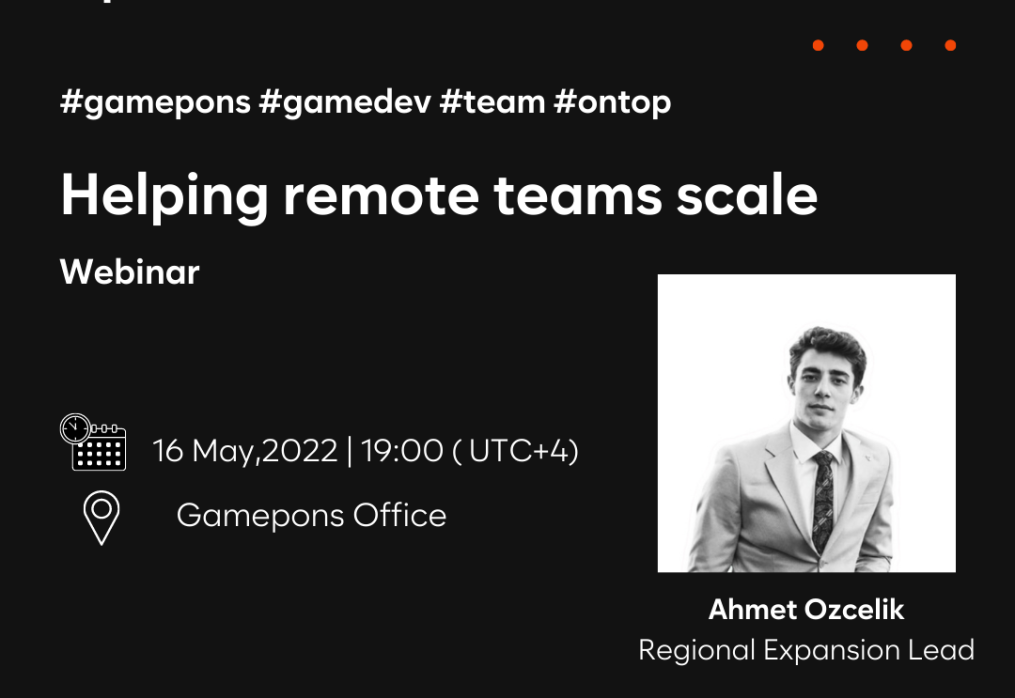 #gamepons #gamedev #team #ontop
Helping remote teams scale
Webinar
16 May,2022 | 19:00 ( UTC+4)
Gamepons Office
Ahmet Ozcelik
Regional Expansion Lead